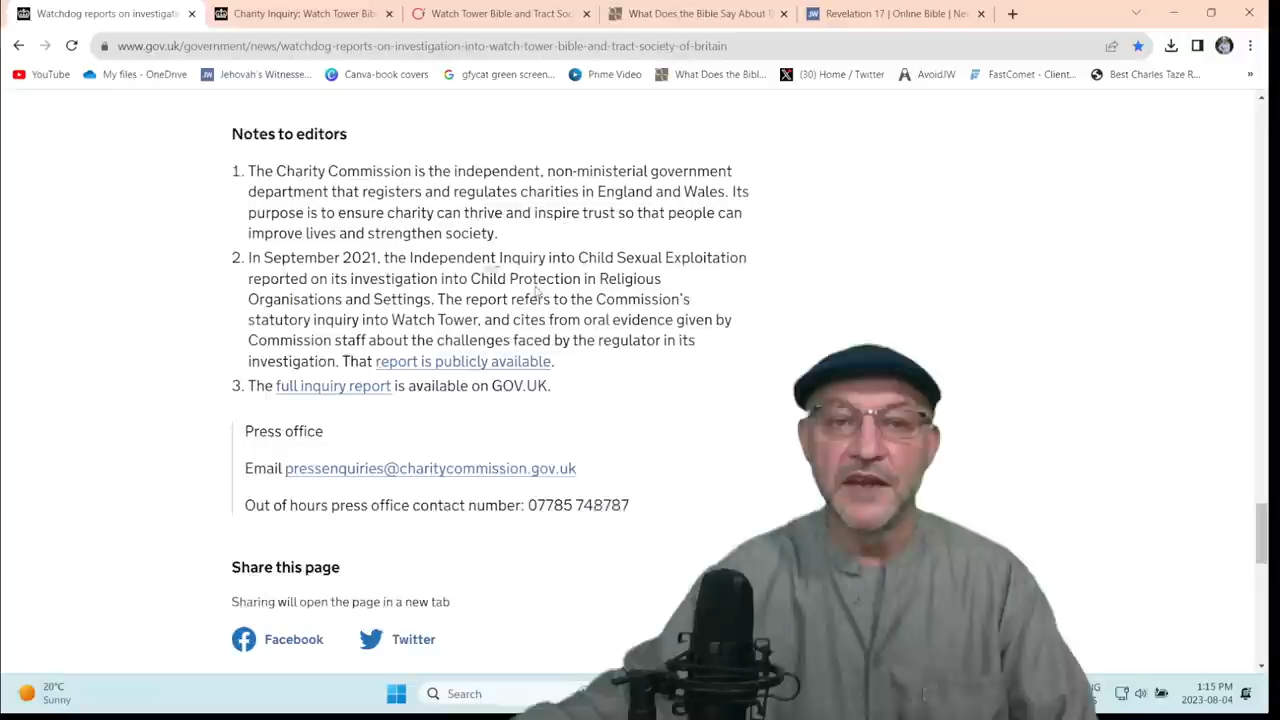 Watchdog reports on investigati
Charity Inquiry: Watch Tower Bib
Watch Tower Bible and Tract Soc
What Does the Bible Say About
Revelation 17 | Online Bible | Ne
www.gov.uk/government/news/watchdog-reports-on-investigation-into-watch-tower-bible-and-tract-society-of-britain
YouTube
My files - OneDrive
Jehovah's Witnesse...
Canva-book covers
gfycat green screen...
Prime Video
What Does the Bibl...
(30) Home / Twitter
AvoidJW
FastComet - Client...
Best Charles Taze R...
Notes to editors
1. The Charity Commission is the independent, non-ministerial government
department that registers and regulates charities in England and Wales. Its
purpose is to ensure charity can thrive and inspire trust so that people can
improve lives and strengthen society.
2. In September 2021, the Independent Inquiry into Child Sexual Exploitation
reported on its investigation into Child Protection in Religious
Organisations and Settings. The report refers to the Commission's
statutory inquiry into Watch Tower, and cites from oral evidence given by
Commission staff about the challenges faced by the regulator in its
investigation. That report is publicly available.
3. The full inquiry report is available on GOV.UK.
Press office
Email pressenquiries@charitycommission.gov.uk
Out of hours press office contact number: 07785 748787
Share this page
Sharing will open the page in a new tab
Facebook
Twitter
20°C
Sunny
Search
1:15 PM
2023-08-04